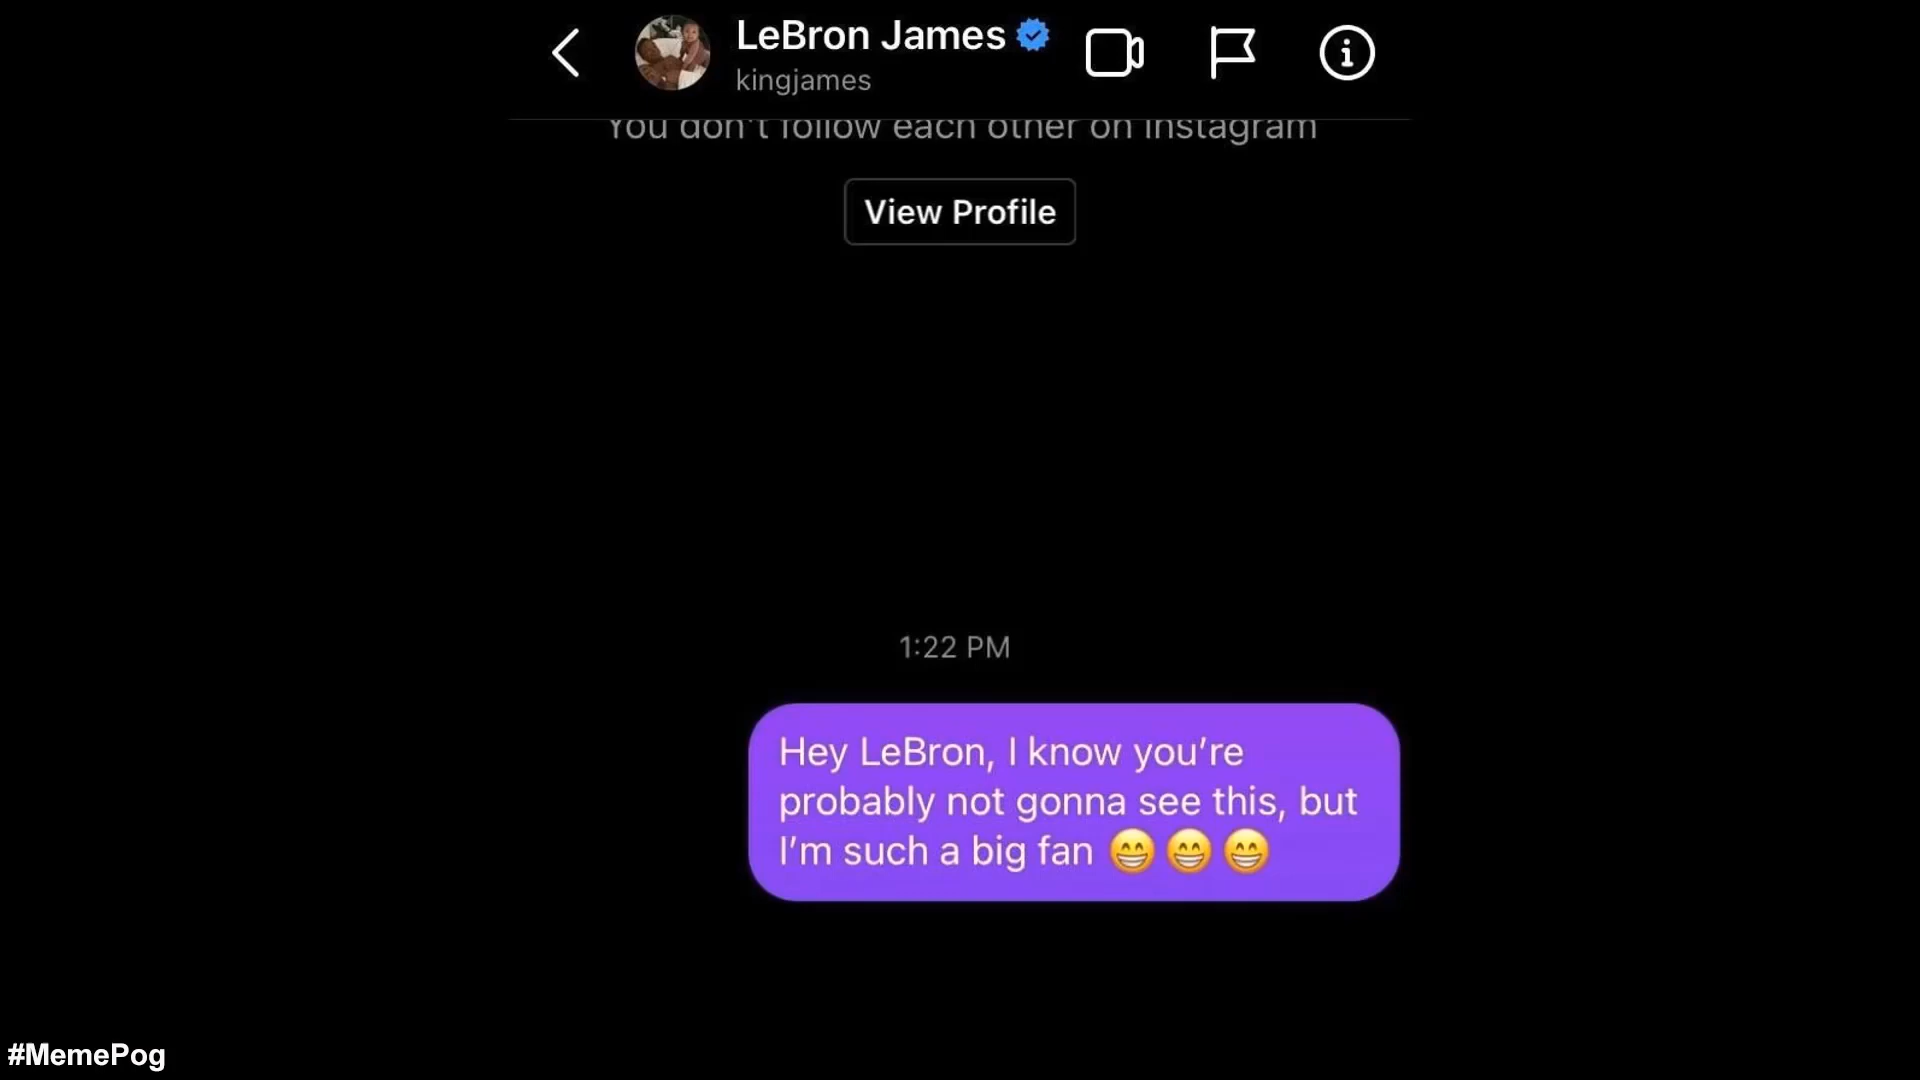 LeBron James
kingjames
You don't follow each other on Instagram
View Profile
1:22 PM
Hey LeBron, I know you’re
probably not gonna see this, but
I’m such a big fan 😁😁😁
#MemePog